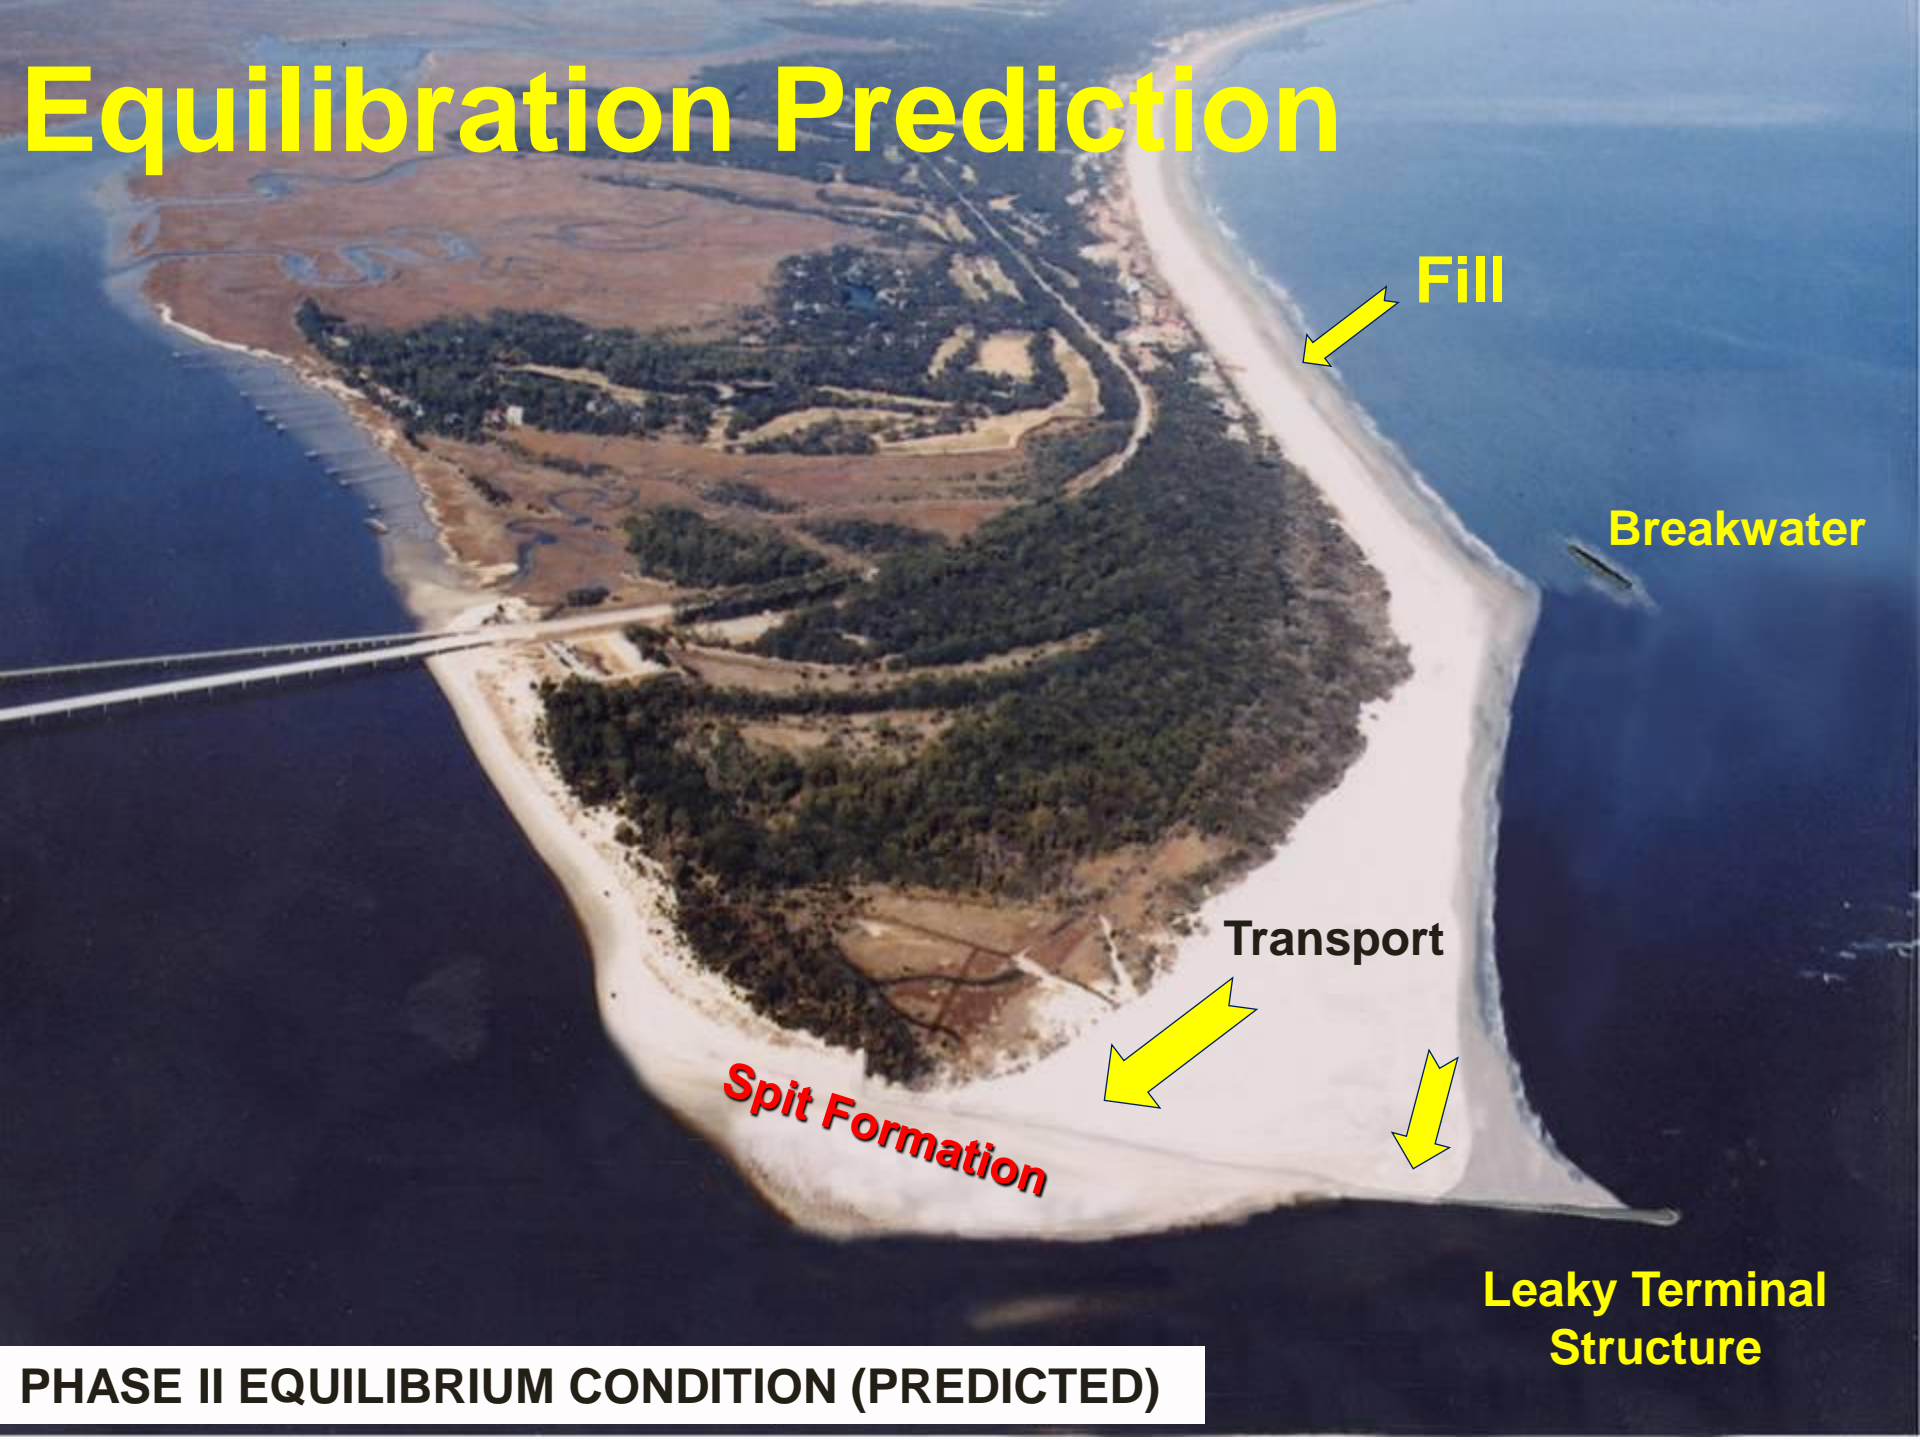 Equilibration Prediction
Fill
Breakwater
Transport
Spit Formation
Leaky Terminal
Structure
PHASE II EQUILIBRIUM CONDITION (PREDICTED)